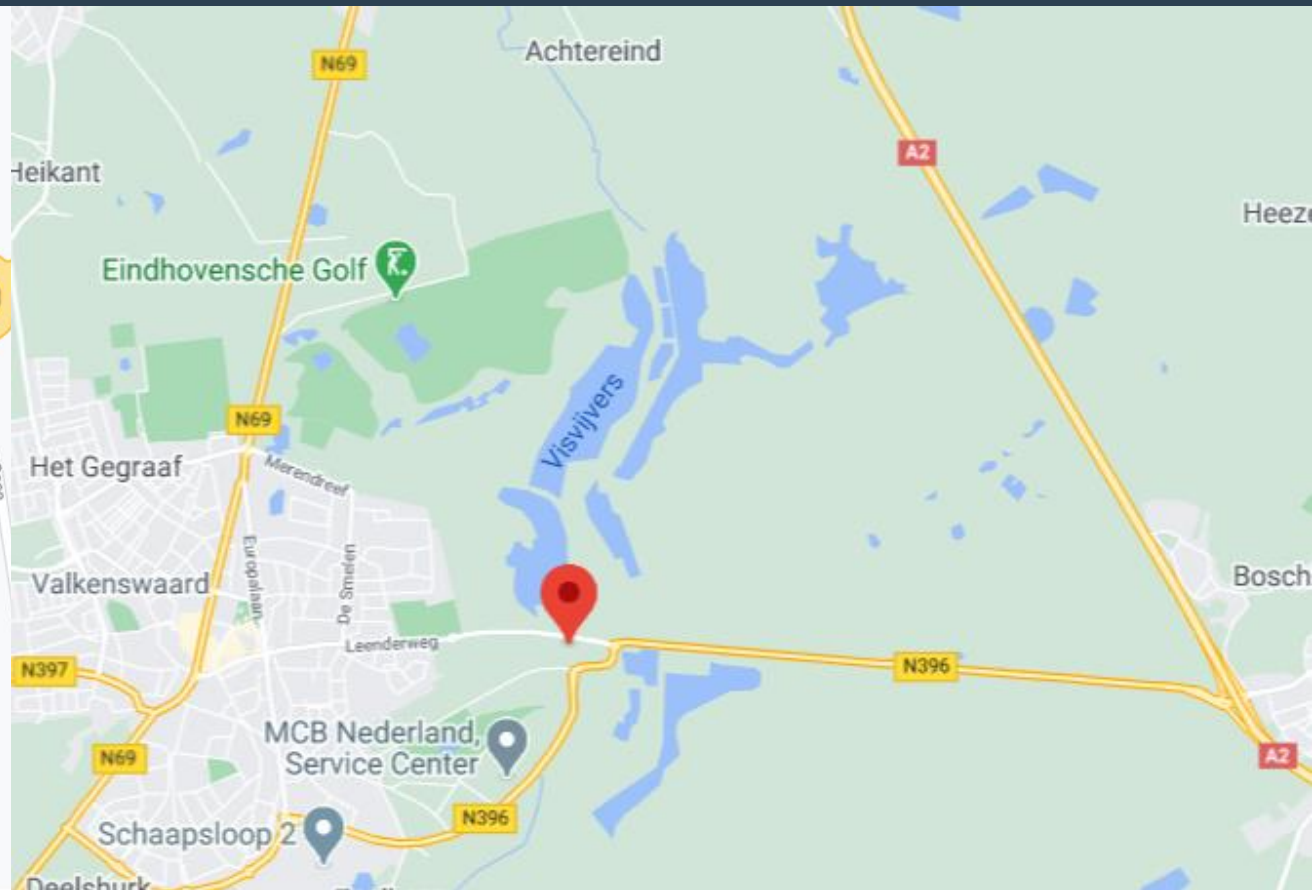 Achtereind
N69
A2
Heikant
Heeze
Eindhovensche Golf
Visvijvers
N69
Merendreef
Het Gegraaf
Europalaan
De Smelen
Valkenswaard
Bosch
Leenderweg
N397
N396
MCB Nederland,
Service Center
N69
A2
N396
Schaapsloop 2